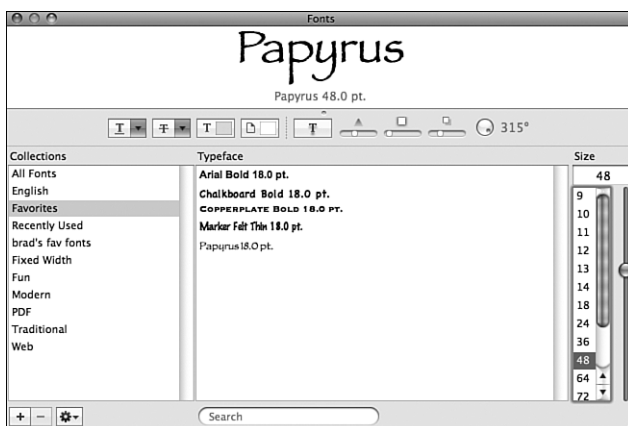 Fonts
Papyrus
Papyrus 48.0 pt.
T T T T 315°
Collections Typeface Size
All Fonts
English
Favorites
Recently Used
brad's fav fonts
Fixed Width
Fun
Modern
PDF
Traditional
Web
Arial Bold 18.0 pt.
Chalkboard Bold 18.0 pt.
COPPERPLATE BOLD 18.0 PT.
Marker Felt Thin 18.0 pt.
Papyrus 18.0 pt.
48
9
10
11
12
13
14
18
24
36
48
64
72
Search